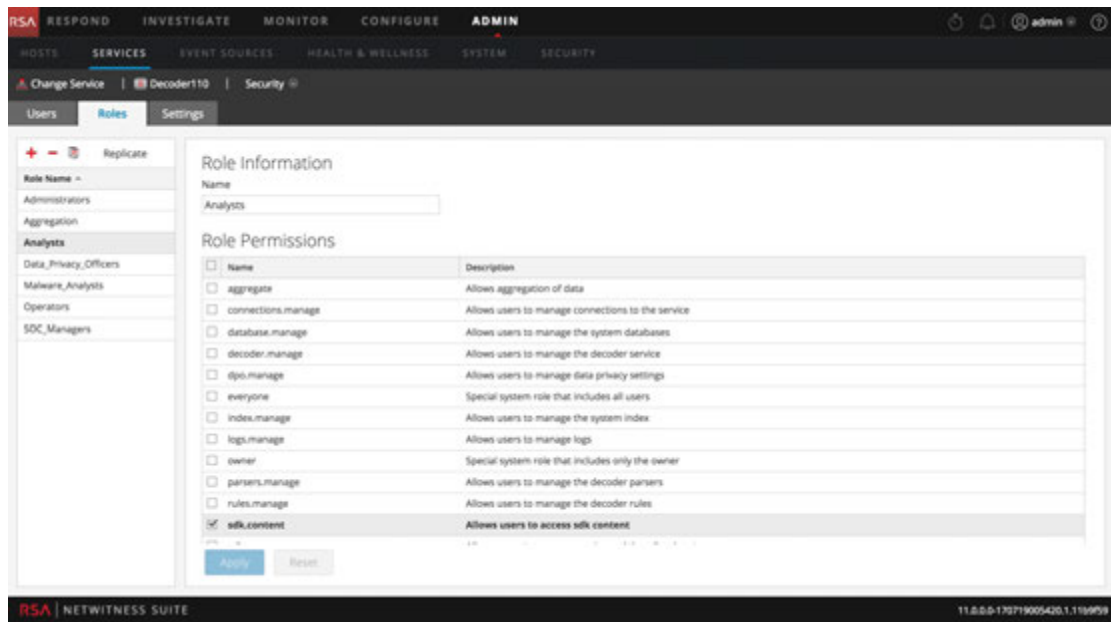 RSA RESPOND INVESTIGATE MONITOR CONFIGURE ADMIN admin
HOSTS SERVICES EVENT SOURCES HEALTH & WELLNESS SYSTEM SECURITY
Change Service | Decoder110 | Security
Users Roles Settings
Replicate
Role Name
Administrators
Aggregation
Analysts
Data_Privacy_Officers
Malware_Analysts
Operators
SOC_Managers
Role Information
Name
Analysts
Role Permissions
Name Description
aggregate Allows aggregation of data
connections.manage Allows users to manage connections to the service
database.manage Allows users to manage the system databases
decoder.manage Allows users to manage the decoder service
dpo.manage Allows users to manage data privacy settings
everyone Special system role that includes all users
index.manage Allows users to manage the system index
logs.manage Allows users to manage logs
owner Special system role that includes only the owner
parsers.manage Allows users to manage the decoder parsers
rules.manage Allows users to manage the decoder rules
sdk.content Allows users to access sdk content
Apply Reset
RSA | NETWITNESS SUITE
11.0.0.0-170719005420.1.11b9f59